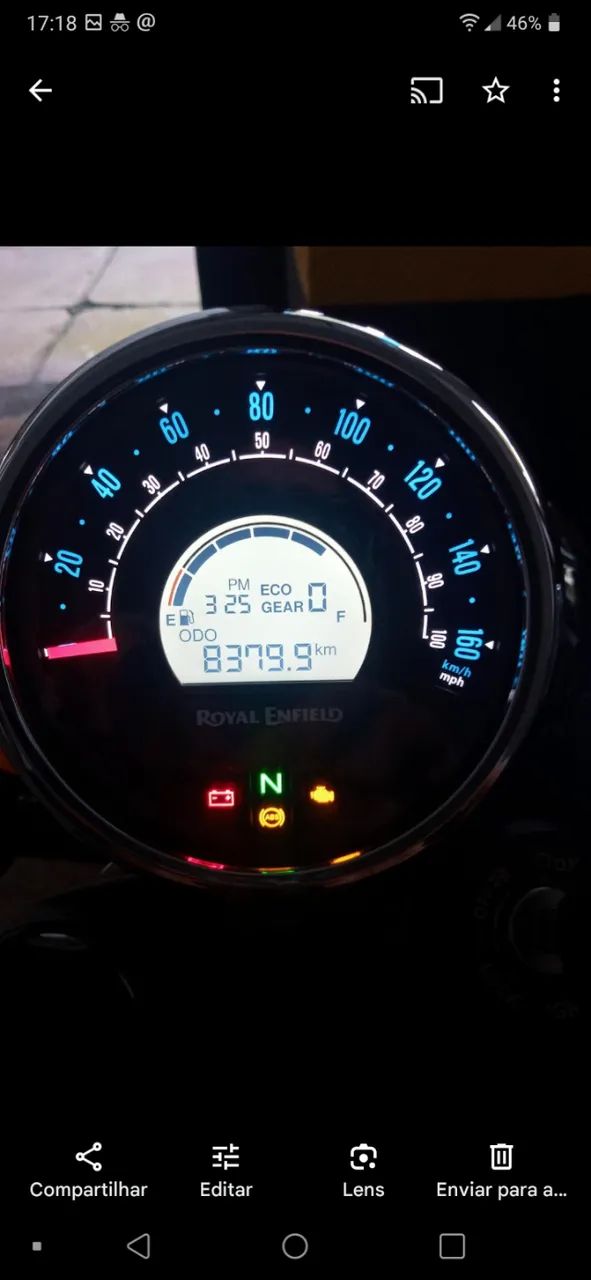 17:18 @ 46%
80
60 100
50
40 60
40 120
30 70
20 80
20 140
10 90
PM ECO
3 25 GEAR 0
E F
ODO
100 160
8379.9 km
km/h
mph
ROYAL ENFIELD
N
ABS
Compartilhar Editar Lens Enviar para a...